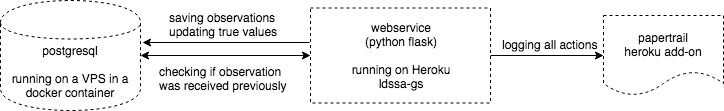 postgresql
running on a VPS in a
docker container
saving observations
updating true values
checking if observation
was received previously
webservice
(python flask)
running on Heroku
ldssa-gs
logging all actions
papertrail
heroku add-on